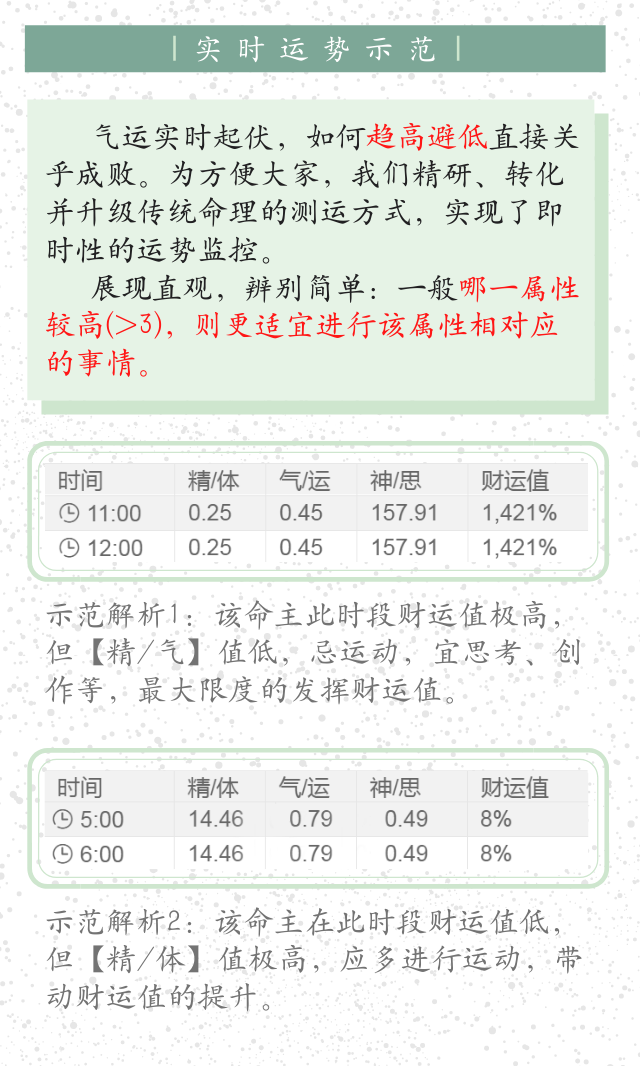 实时运势示范
气运实时起伏，如何趋高避低直接关
乎成败。为方便大家，我们精研、转化
并升级传统命理的测运方式，实现了即
时性的运势监控。
展现直观，辨别简单：一般哪一属性
较高(>3)，则更适宜进行该属性相对应
的事情。
时间 精/体 气/运 神/思 财运值
11:00 0.25 0.45 157.91 1,421%
12:00 0.25 0.45 157.91 1,421%
示范解析1：该命主此时段财运值极高，
但【精/气】值低，忌运动，宜思考、创
作等，最大限度的发挥财运值。
时间 精/体 气/运 神/思 财运值
5:00 14.46 0.79 0.49 8%
6:00 14.46 0.79 0.49 8%
示范解析2：该命主在此时段财运值低，
但【精/体】值极高，应多进行运动，带
动财运值的提升。